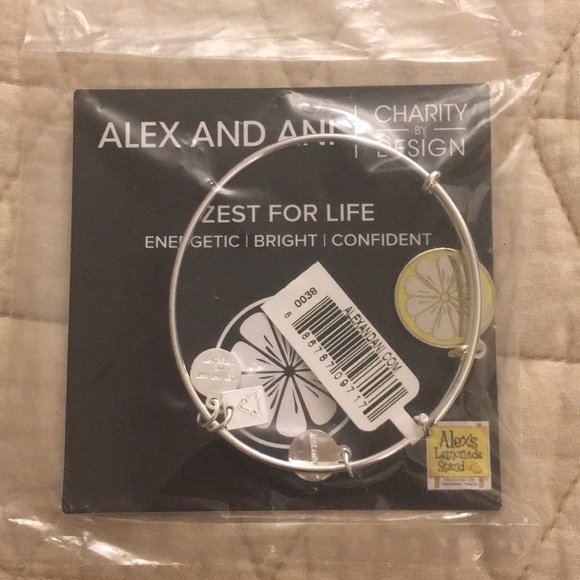 ALEX AND ANI
CHARITY
BY
DESIGN
ZEST FOR LIFE
ENERGETIC | BRIGHT | CONFIDENT
0038
ALEXANDANI.COM
Alex's
Lemonade
Stand